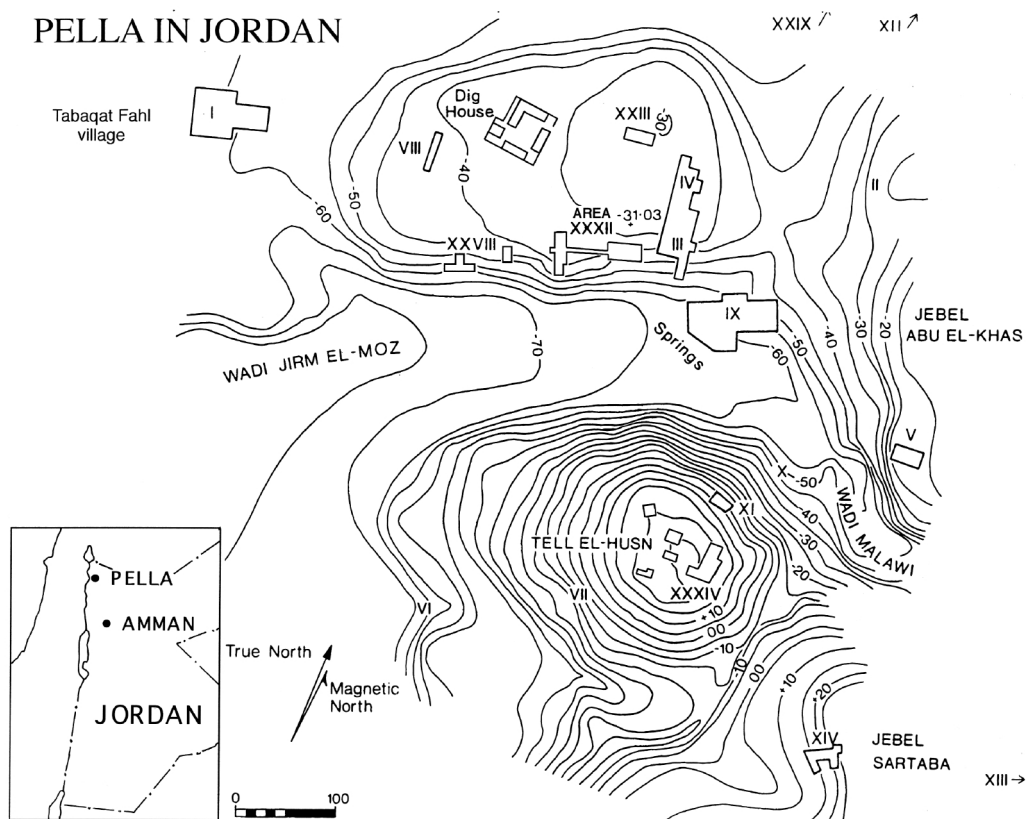 PELLA IN JORDAN
XXIX
XII
Tabaqat Fahl
village
I
Dig
House
VIII
XXIII
-30
-40
-50
-60
II
IV
AREA
XXXII
-31·03
XXVIII
III
IX
Springs
-70
WADI JIRM EL-MOZ
-60
-50
-40
-30
-20
JEBEL
ABU EL-KHAS
V
X
-50
-40
-30
-20
WADI MALAWI
XI
TELL EL-HUSN
XXXIV
VII
VI
+10
00
-10
-10
00
+10
+20
XIV
JEBEL
SARTABA
XIII
PELLA
AMMAN
JORDAN
True North
Magnetic
North
0
100